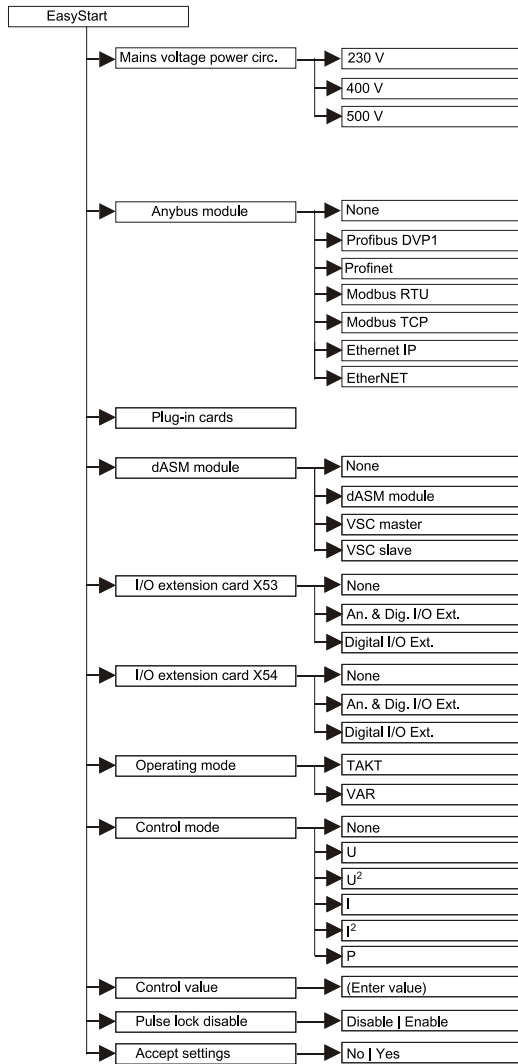 EasyStart
Mains voltage power circ.
230 V
400 V
500 V
Anybus module
None
Profibus DVP1
Profinet
Modbus RTU
Modbus TCP
Ethernet IP
EtherNET
Plug-in cards
dASM module
None
dASM module
VSC master
VSC slave
I/O extension card X53
None
An. & Dig. I/O Ext.
Digital I/O Ext.
I/O extension card X54
None
An. & Dig. I/O Ext.
Digital I/O Ext.
Operating mode
TAKT
VAR
Control mode
None
U
U²
I
I²
P
Control value
(Enter value)
Pulse lock disable
Disable | Enable
Accept settings
No | Yes